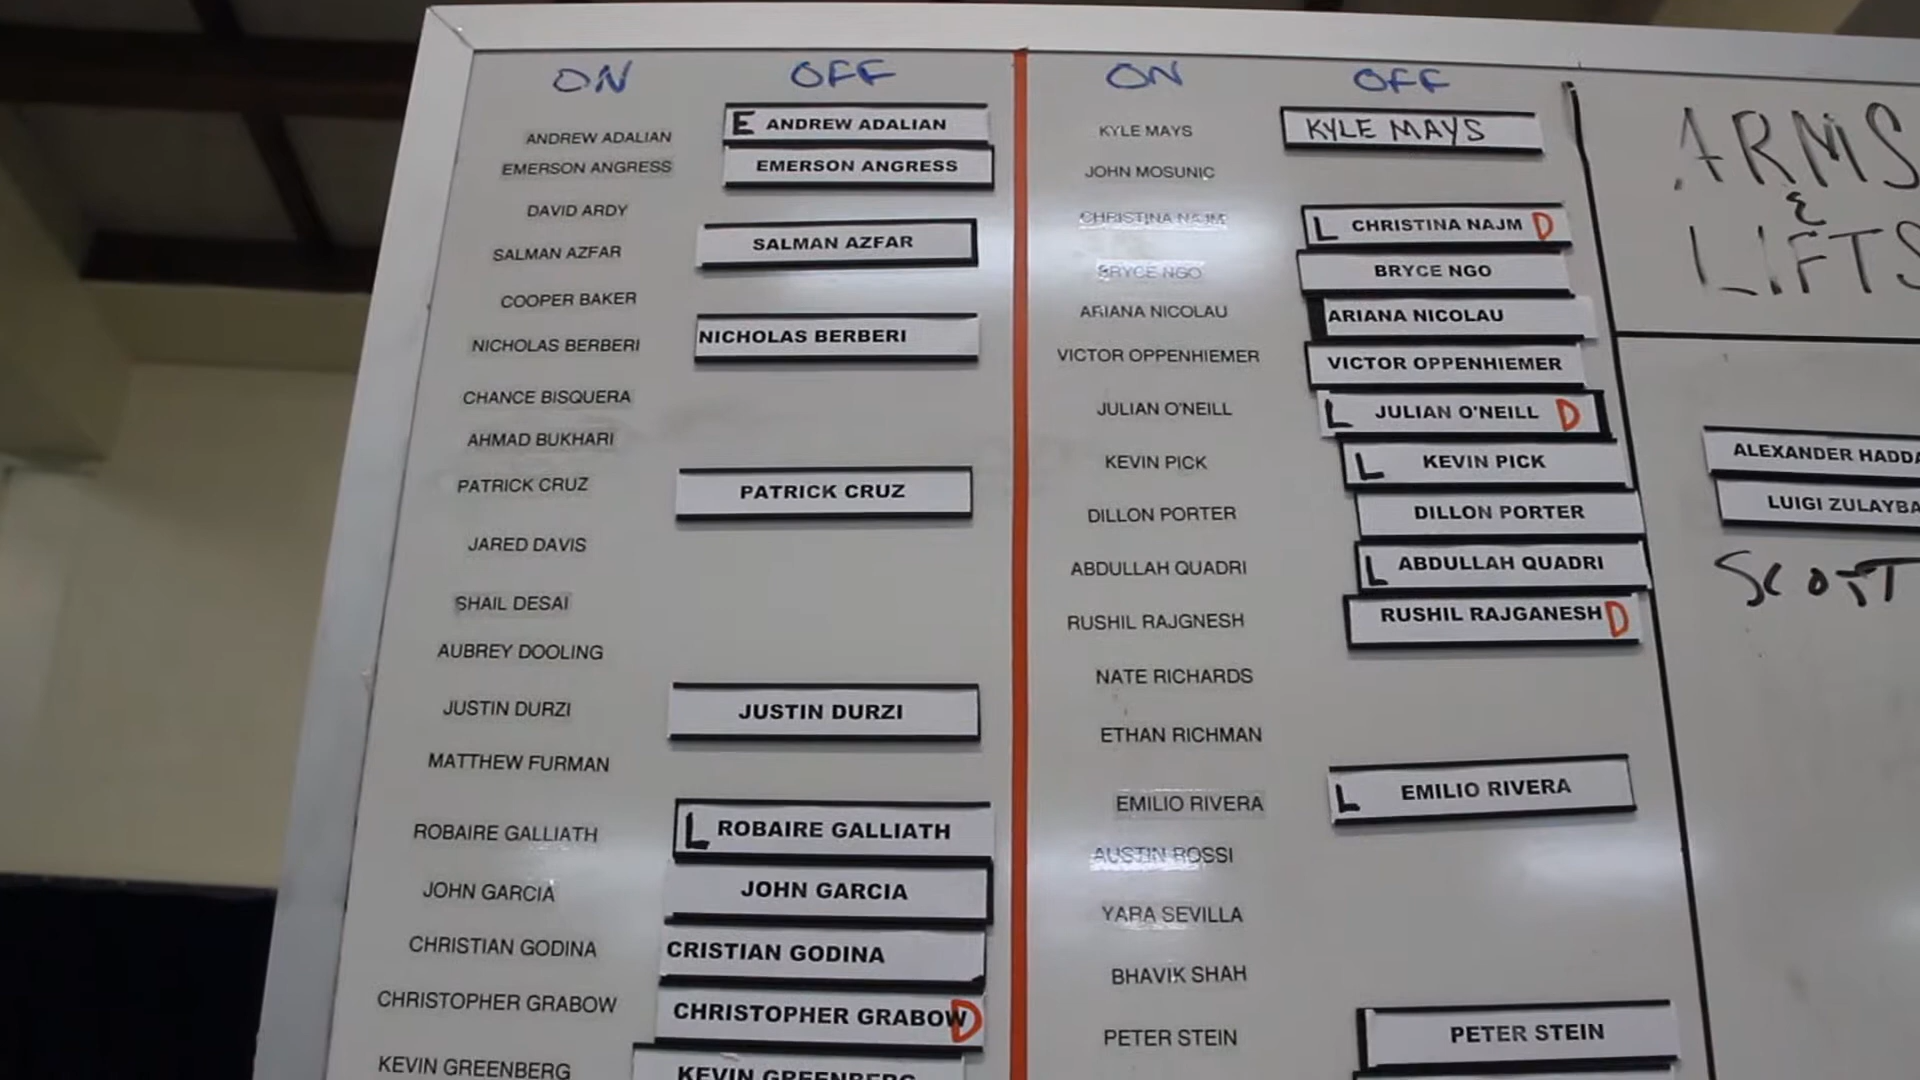 ON OFF
ANDREW ADALIAN E ANDREW ADALIAN
EMERSON ANGRESS EMERSON ANGRESS
DAVID ARDY
SALMAN AZFAR SALMAN AZFAR
COOPER BAKER
NICHOLAS BERBERI NICHOLAS BERBERI
CHANCE BISQUERA
AHMAD BUKHARI
PATRICK CRUZ PATRICK CRUZ
JARED DAVIS
SHAIL DESAI
AUBREY DOOLING
JUSTIN DURZI JUSTIN DURZI
MATTHEW FURMAN
ROBAIRE GALLIATH L ROBAIRE GALLIATH
JOHN GARCIA JOHN GARCIA
CHRISTIAN GODINA CRISTIAN GODINA
CHRISTOPHER GRABOW CHRISTOPHER GRABOW D
KEVIN GREENBERG KEVIN GREENBERG
ON OFF
KYLE MAYS KYLE MAYS
JOHN MOSUNIC
CHRISTINA NAJM L CHRISTINA NAJM D
BRYCE NGO BRYCE NGO
ARIANA NICOLAU ARIANA NICOLAU
VICTOR OPPENHIEMER VICTOR OPPENHIEMER
JULIAN O'NEILL L JULIAN O'NEILL D
KEVIN PICK L KEVIN PICK
DILLON PORTER DILLON PORTER
ABDULLAH QUADRI L ABDULLAH QUADRI
RUSHIL RAJGNESH RUSHIL RAJGANESH D
NATE RICHARDS
ETHAN RICHMAN
EMILIO RIVERA L EMILIO RIVERA
AUSTIN ROSSI
YARA SEVILLA
BHAVIK SHAH
PETER STEIN PETER STEIN
ARMS
&
LIFTS
ALEXANDER HADDA
LUIGI ZULAYBA
SCOTT